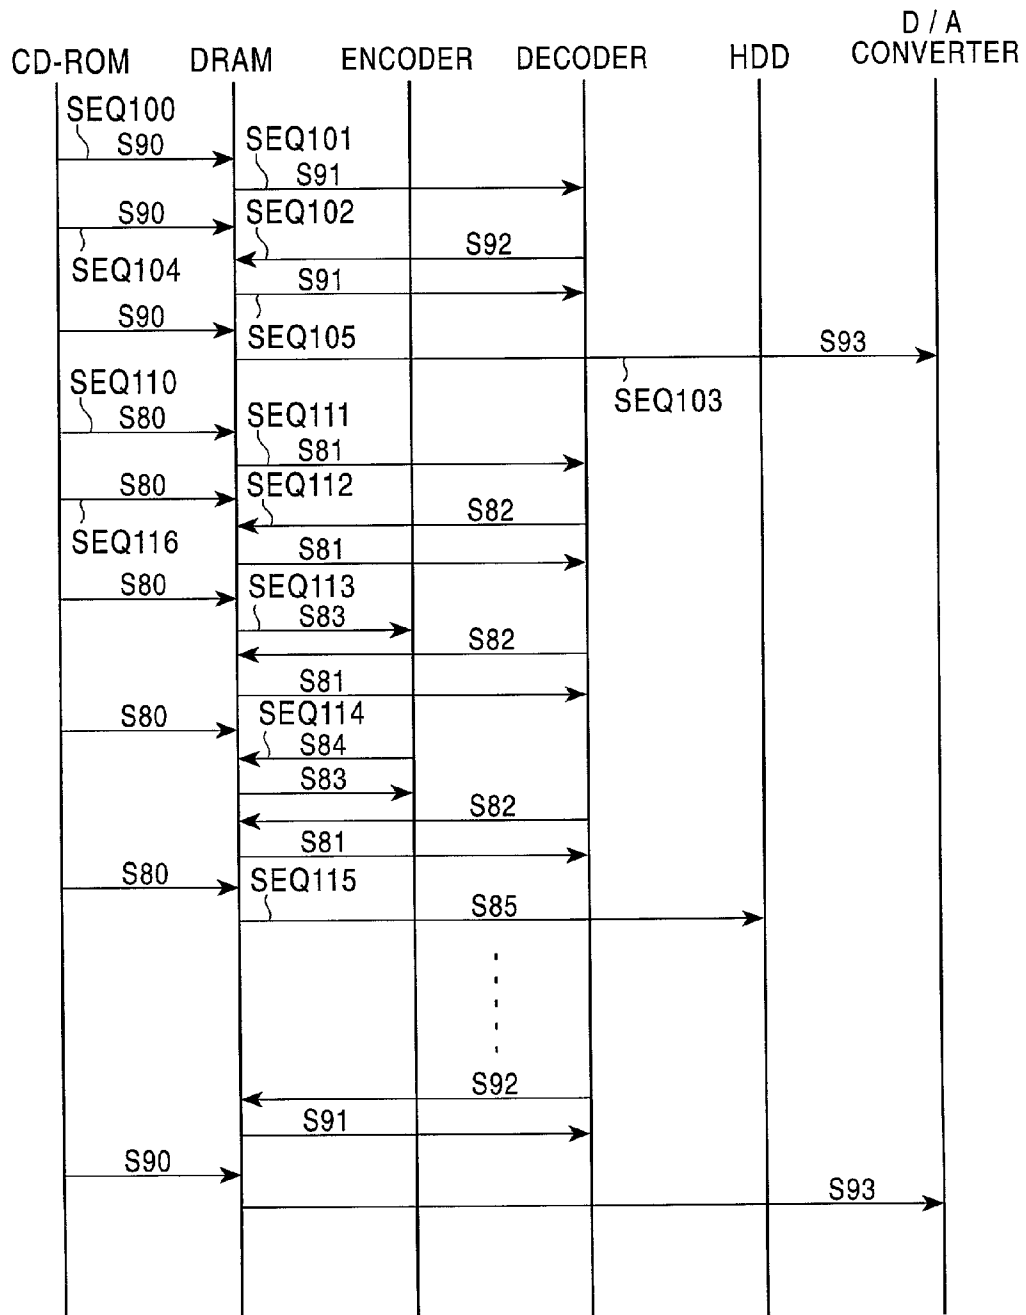 D / A
CD-ROM DRAM ENCODER DECODER HDD CONVERTER
SEQ100
S90
SEQ101
S91
S90
SEQ102
S92
SEQ104
S91
S90
SEQ105
S93
SEQ103
SEQ110
S80
SEQ111
S81
S80
SEQ112
S82
SEQ116
S81
S80
SEQ113
S83
S82
S81
S80
SEQ114
S84
S83
S82
S81
S80
SEQ115
S85
S92
S91
S90
S93